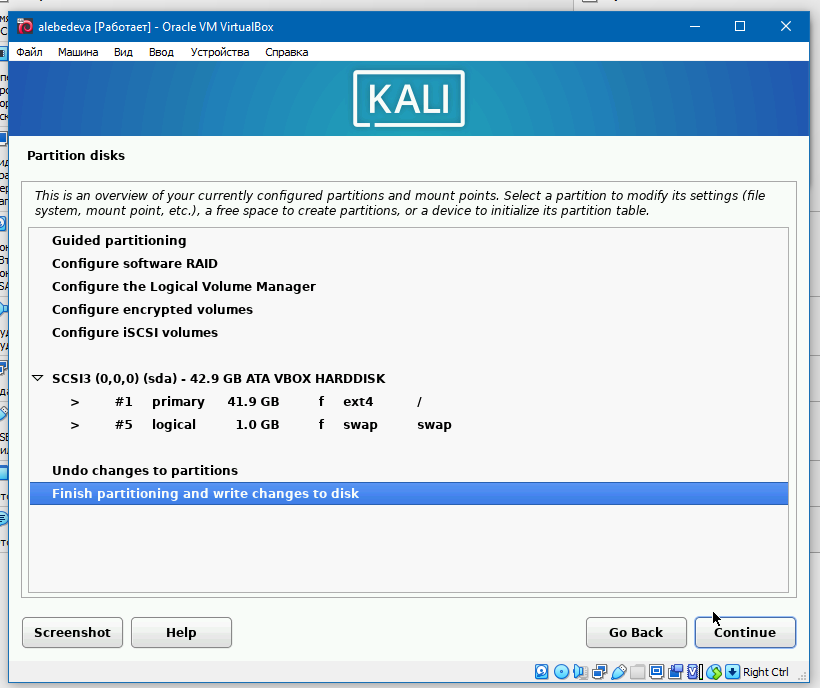 alebedeva [Работает] - Oracle VM VirtualBox
Файл Машина Вид Ввод Устройства Справка
KALI
Partition disks
This is an overview of your currently configured partitions and mount points. Select a partition to modify its settings (file
system, mount point, etc.), a free space to create partitions, or a device to initialize its partition table.
Guided partitioning
Configure software RAID
Configure the Logical Volume Manager
Configure encrypted volumes
Configure iSCSI volumes
SCSI3 (0,0,0) (sda) - 42.9 GB ATA VBOX HARDDISK
> #1 primary 41.9 GB f ext4 /
> #5 logical 1.0 GB f swap swap
Undo changes to partitions
Finish partitioning and write changes to disk
Screenshot Help Go Back Continue
Right Ctrl